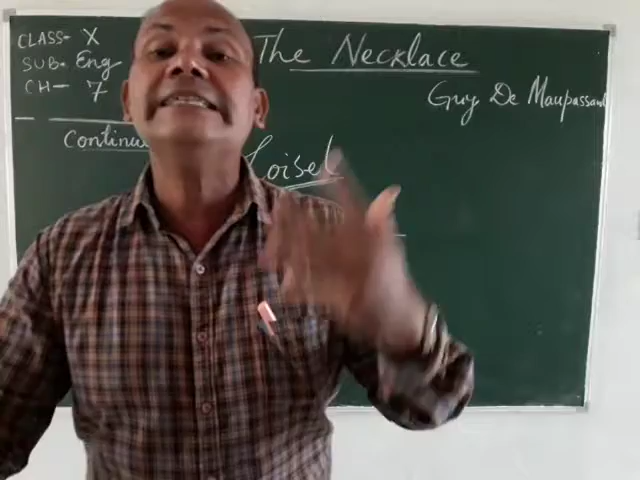 CLASS- X
SUB- Eng
CH- 7
The Necklace
Guy De Maupassant
Continu
Loisel